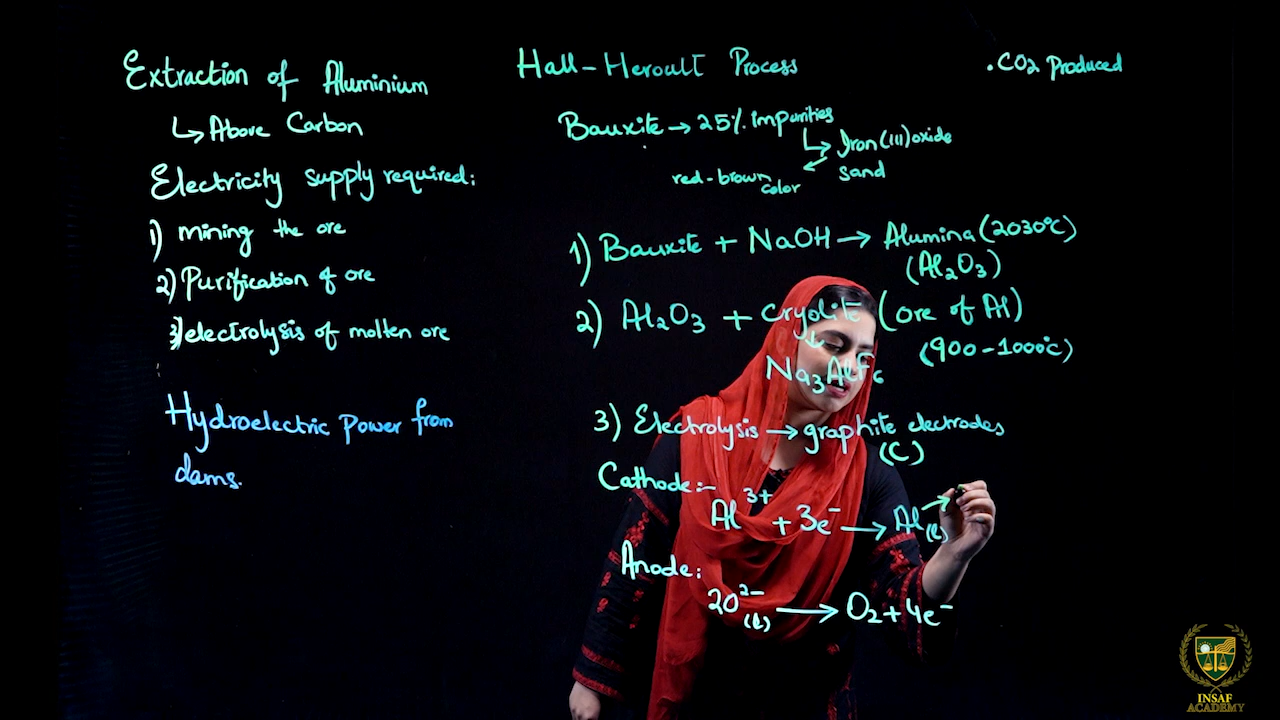 Extraction of Aluminium
↳ Above Carbon
Electricity supply required:
1) mining the ore
2) Purification of ore
3) electrolysis of molten ore
Hydroelectric Power from
dams.
Hall-Heroult Process
Bauxite → 25% impurities
↳ Iron (III) oxide
sand
red-brown
color
1) Bauxite + NaOH → Alumina (2030°C)
(Al₂O₃)
2) Al₂O₃ + Cryolite (ore of Al)
↓
(900-1000°C)
Na₃AlF₆
3) Electrolysis → graphite electrodes
(C)
Cathode:-
Al³⁺ + 3e⁻ → Al(l) →
Anode:
2O²⁻(l) → O₂ + 4e⁻
.CO2 Produced
INSAF
ACADEMY